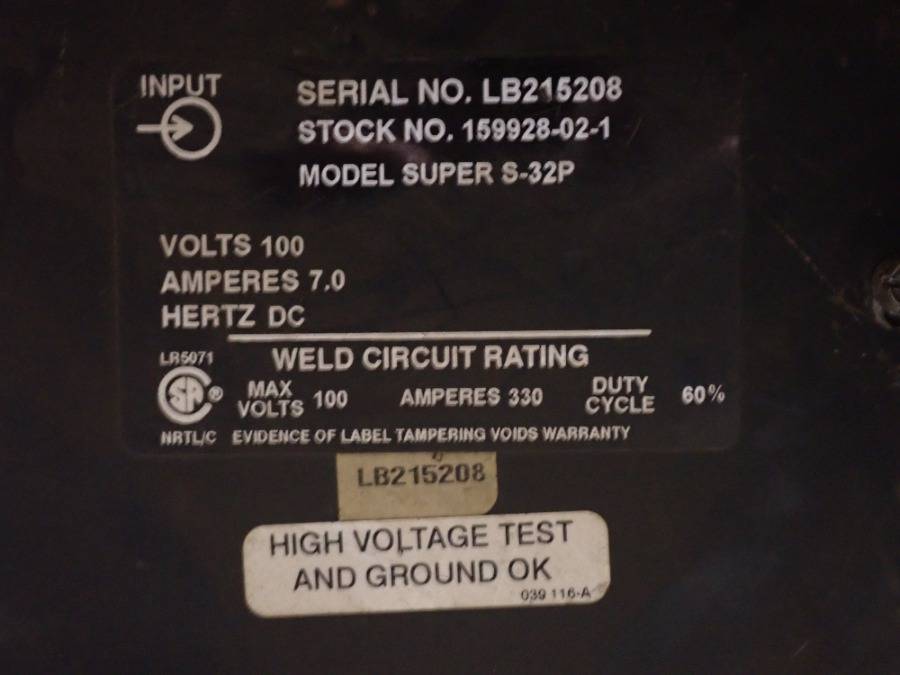 INPUT
SERIAL NO. LB215208
STOCK NO. 159928-02-1
MODEL SUPER S-32P
VOLTS 100
AMPERES 7.0
HERTZ DC
WELD CIRCUIT RATING
LR5071
SA ®
MAX VOLTS 100 AMPERES 330 DUTY CYCLE 60%
NRTL/C EVIDENCE OF LABEL TAMPERING VOIDS WARRANTY
LB215208
HIGH VOLTAGE TEST
AND GROUND OK
039 116-A